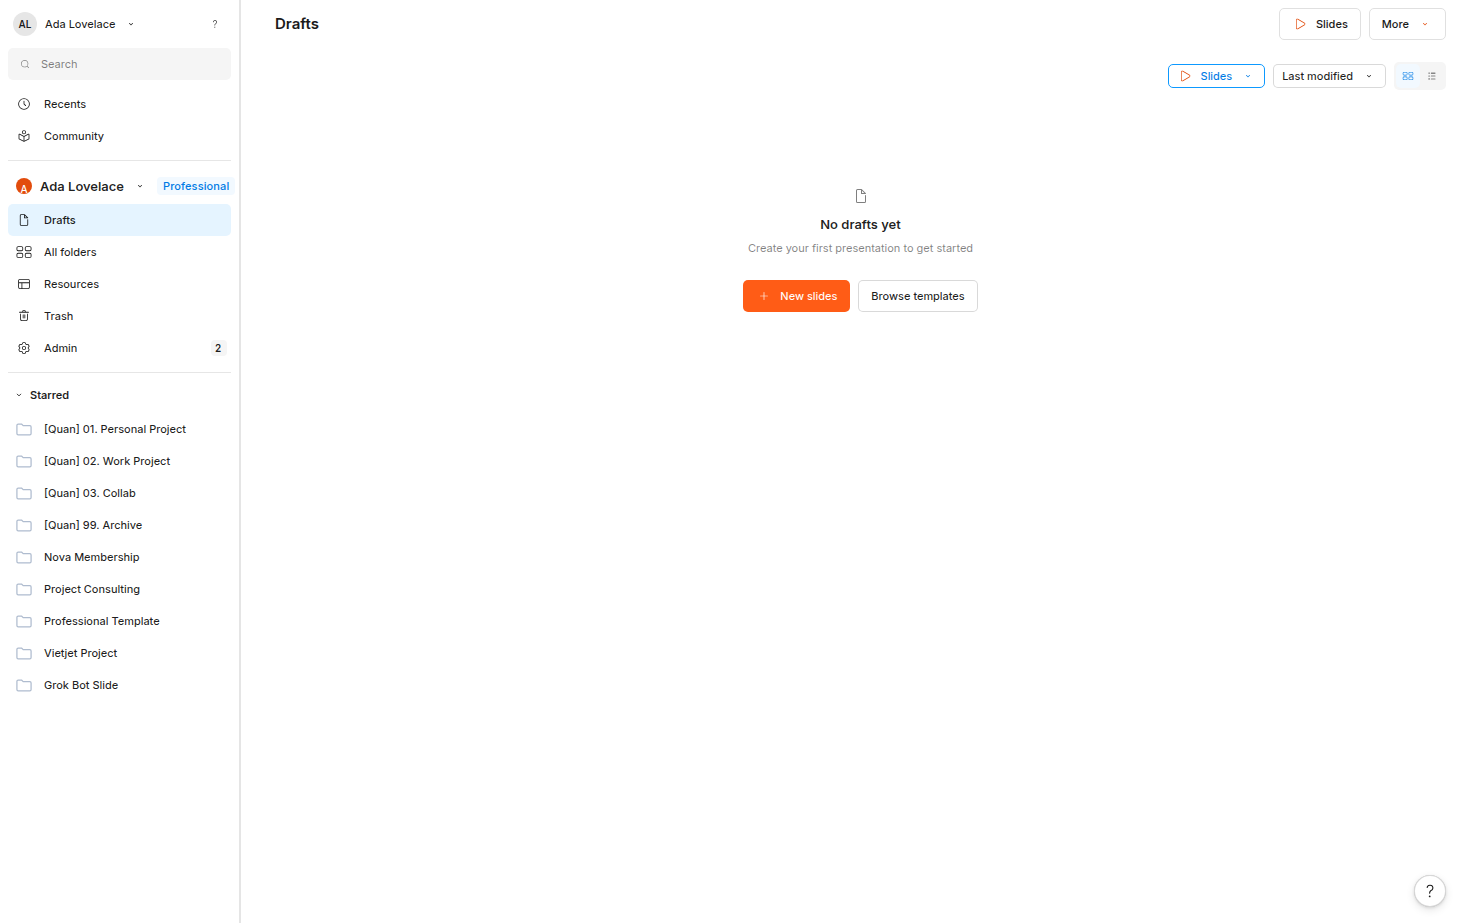 AL Ada Lovelace ?
Search
Recents
Community
A Ada Lovelace Professional
Drafts
All folders
Resources
Trash
Admin 2
Starred
[Quan] 01. Personal Project
[Quan] 02. Work Project
[Quan] 03. Collab
[Quan] 99. Archive
Nova Membership
Project Consulting
Professional Template
Vietjet Project
Grok Bot Slide
Drafts
Slides More
Slides Last modified
No drafts yet
Create your first presentation to get started
New slides Browse templates
?